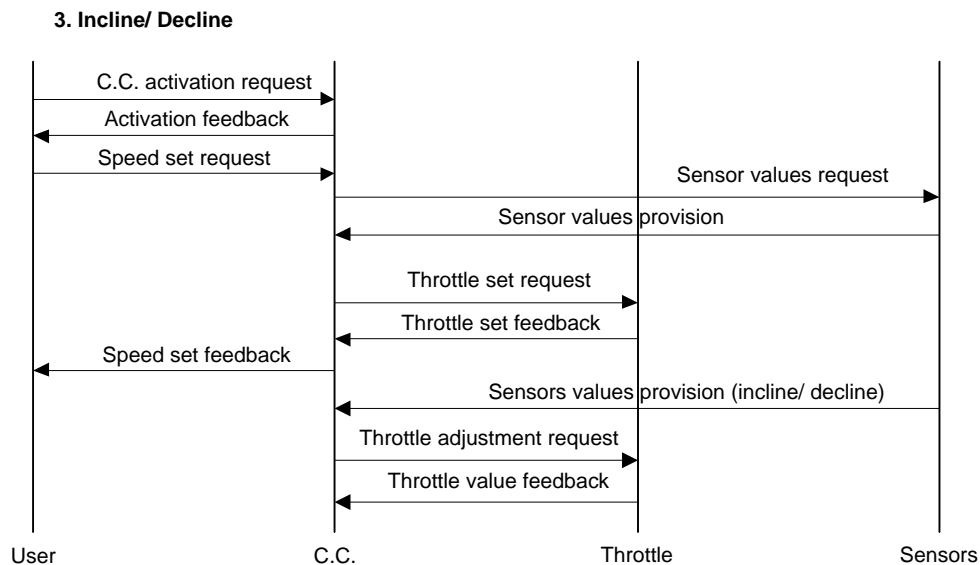 3. Incline/ Decline
C.C. activation request
Activation feedback
Speed set request
Sensor values request
Sensor values provision
Throttle set request
Throttle set feedback
Speed set feedback
Sensors values provision (incline/ decline)
Throttle adjustment request
Throttle value feedback
User
C.C.
Throttle
Sensors